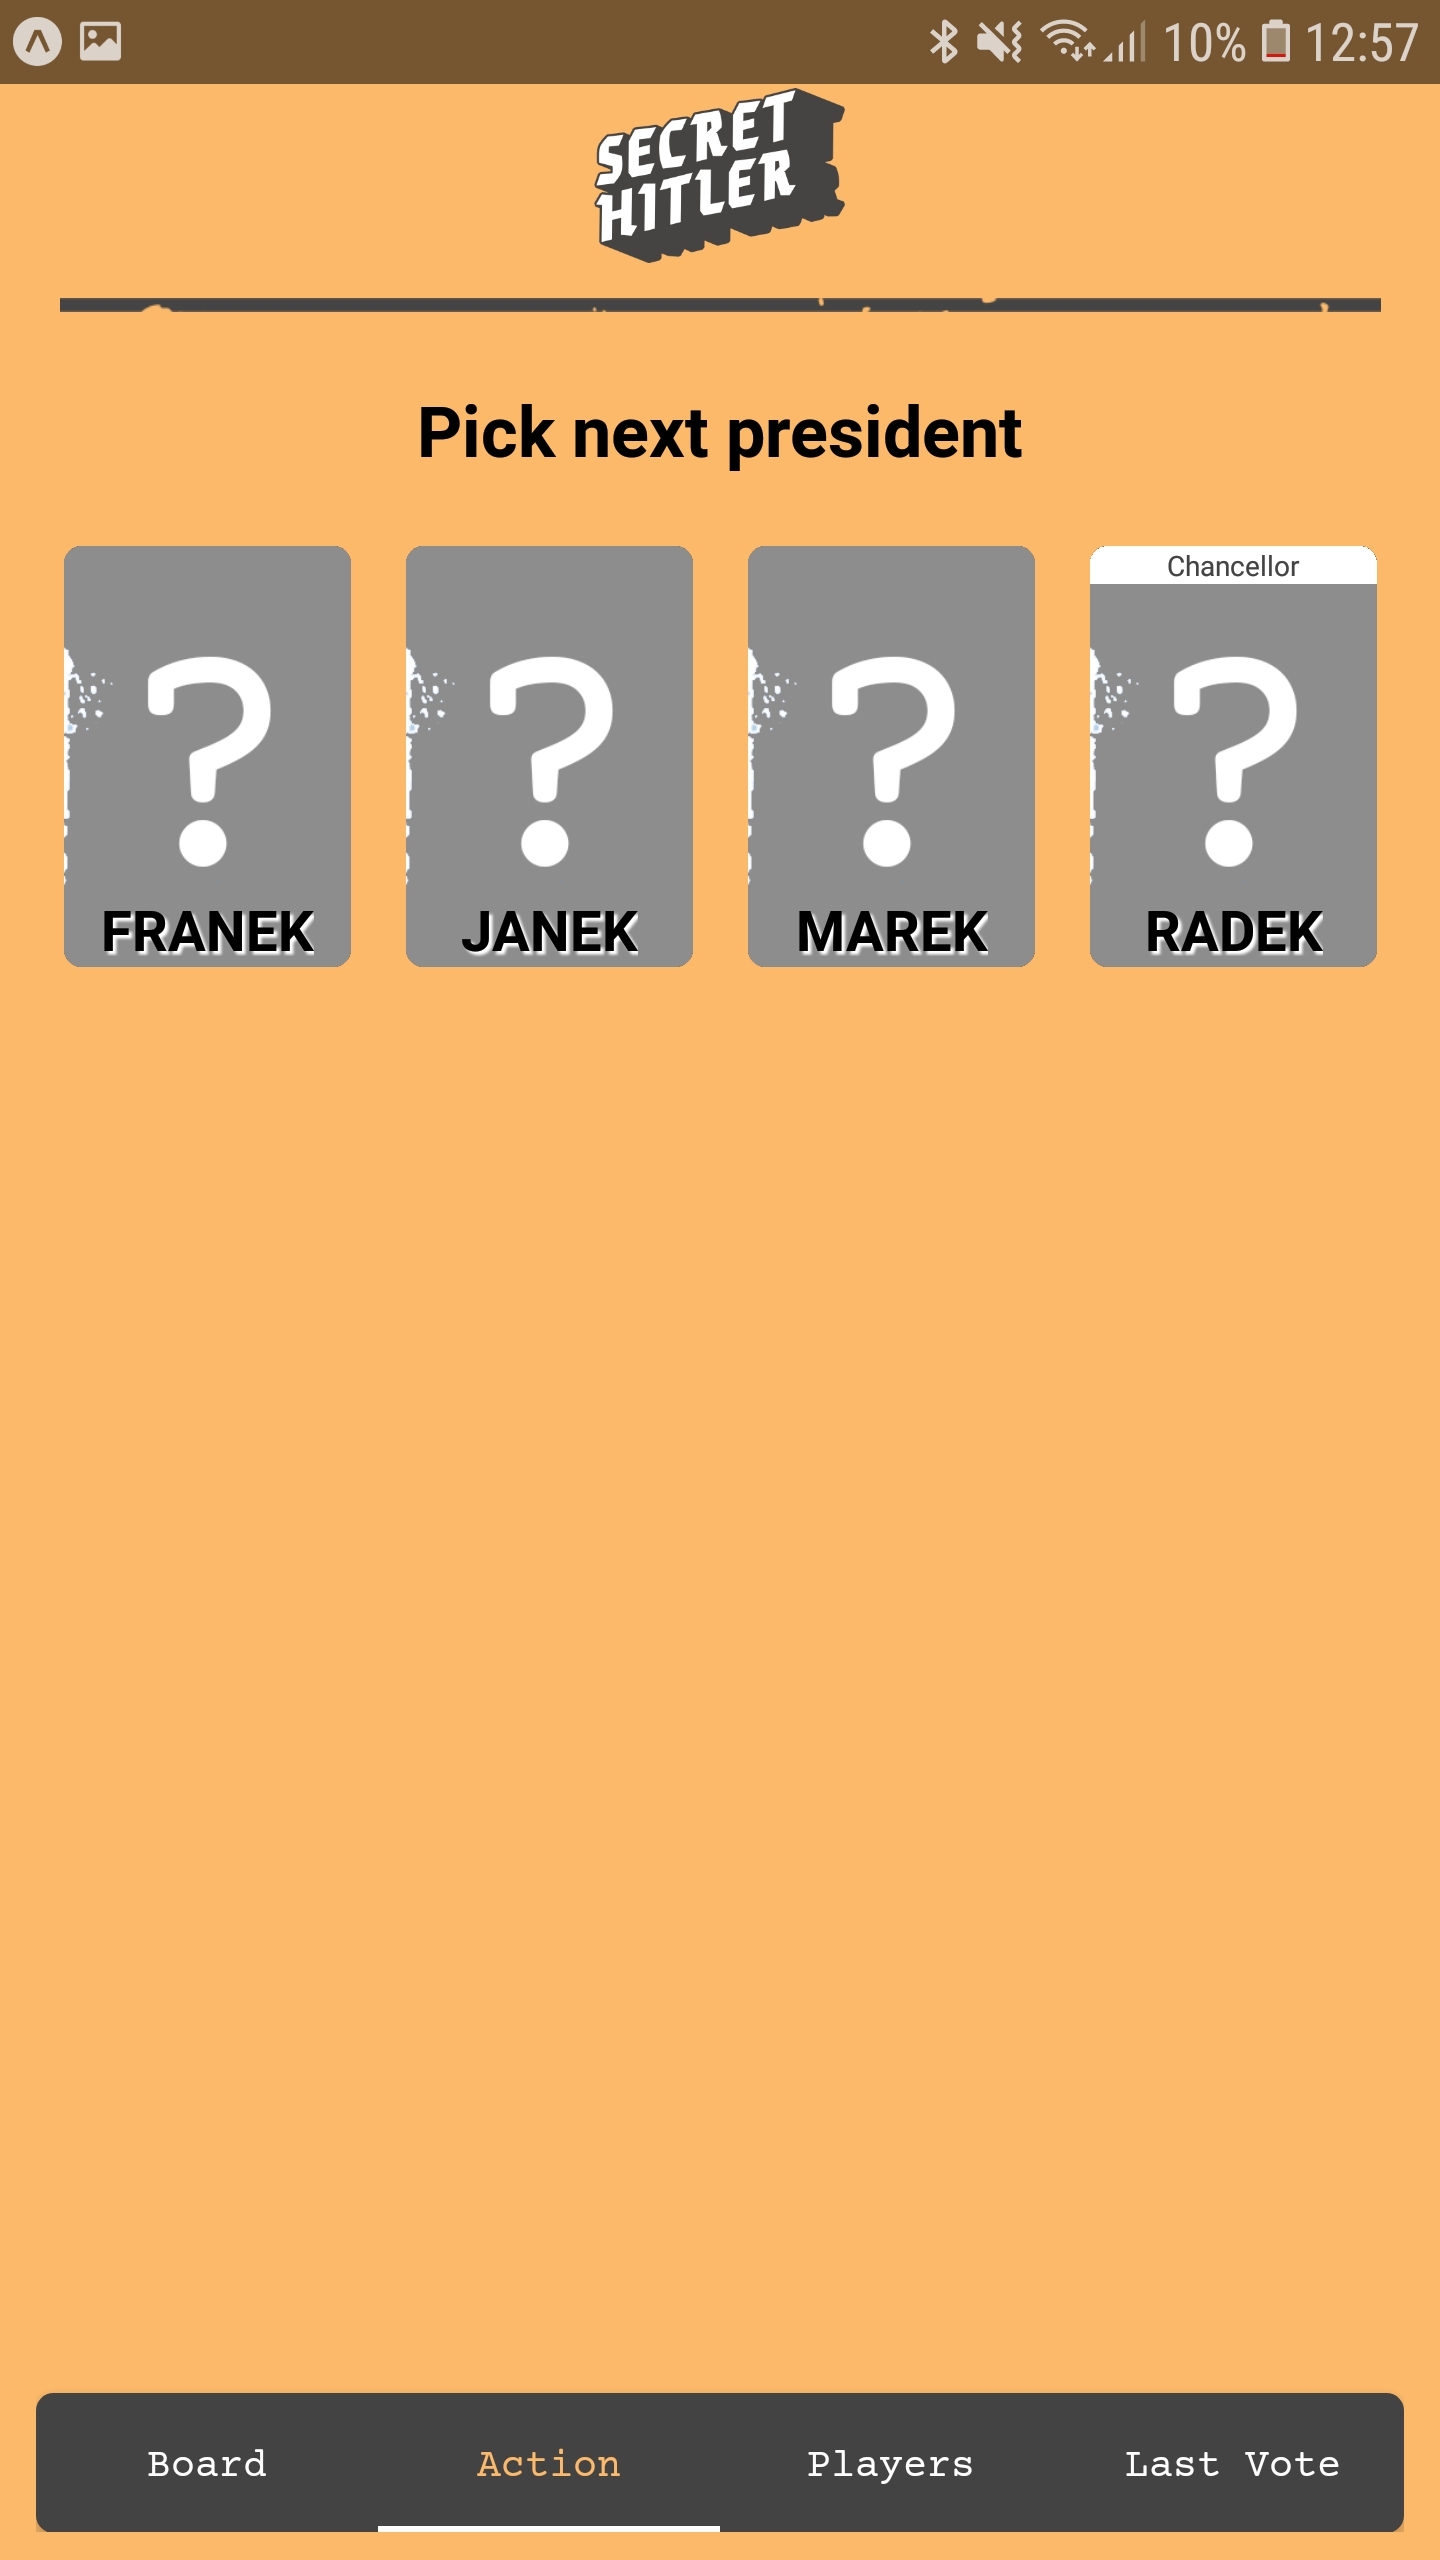 10% 12:57
SECRET
HITLER
Pick next president
Chancellor
FRANEK JANEK MAREK RADEK
Board Action Players Last Vote